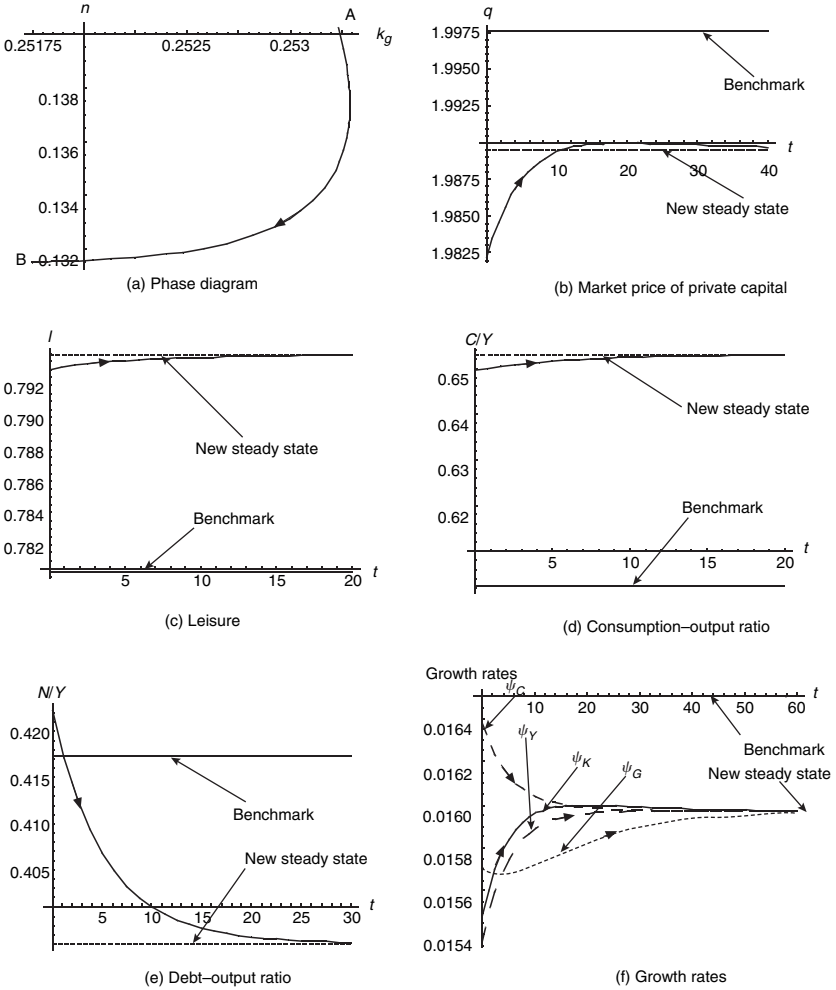 n
A
k_g
0.25175
0.2525
0.253
0.138
0.136
0.134
B
0.132
(a) Phase diagram
q
1.9975
1.9950
1.9925
1.9875
1.9850
1.9825
Benchmark
t
10
20
30
40
New steady state
(b) Market price of private capital
l
0.792
0.790
0.788
0.786
0.784
0.782
New steady state
Benchmark
5
10
15
20
t
(c) Leisure
C/Y
0.65
0.64
0.63
0.62
New steady state
Benchmark
5
10
15
20
t
(d) Consumption–output ratio
N/Y
0.420
0.415
0.410
0.405
Benchmark
New steady state
5
10
15
20
25
30
t
(e) Debt–output ratio
Growth rates
ψ_C
10
20
30
40
50
60
t
0.0164
0.0162
0.0160
0.0158
0.0156
0.0154
ψ_Y
ψ_K
ψ_G
Benchmark
New steady state
(f) Growth rates